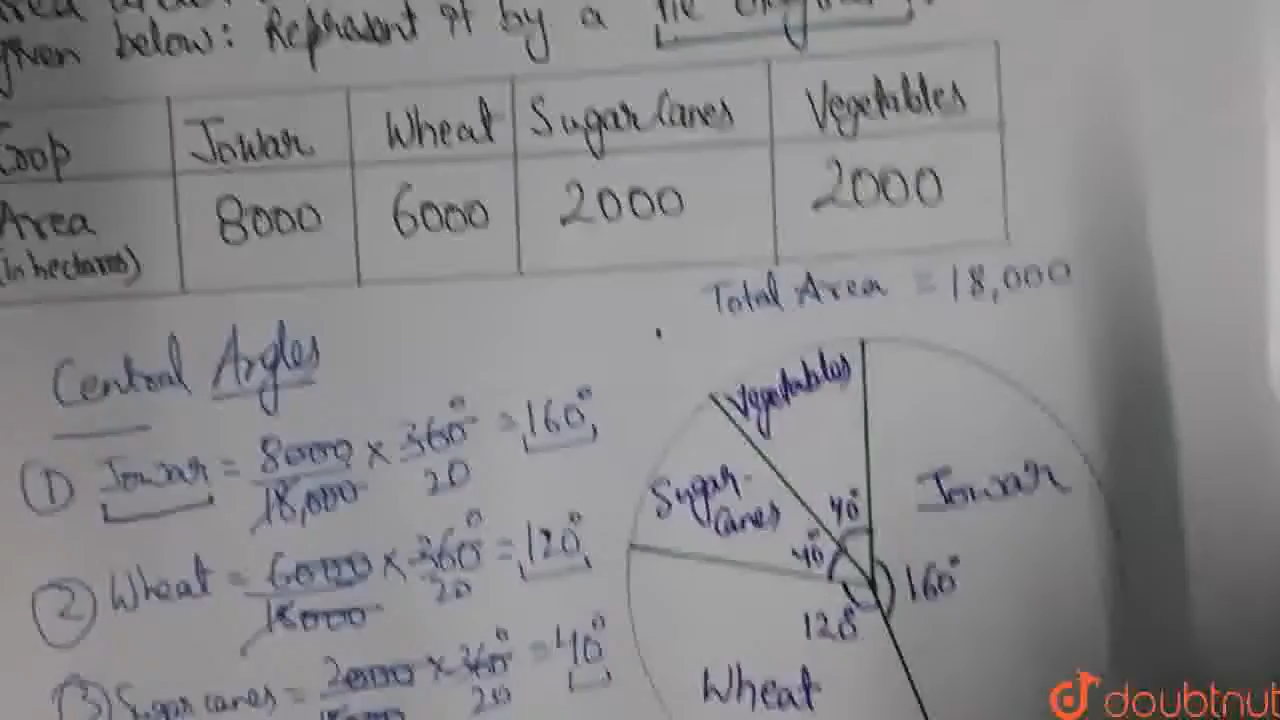 given below: Represent it by a Pie
Crop Jowar Wheat Sugar Canes Vegetables
Area 8000 6000 2000 2000
(in hectares)
Total Area = 18,000
Central Angles
① Jowar = 8000/18,000 × 360° = 160°
20
② Wheat = 6000/18000 × 360° = 120°
20
③ Sugar canes = 2000 × 360° = 40°
20
Vegetables
Sugar-
canes
Jowar
40°
40°
160°
120°
Wheat
doubtnut